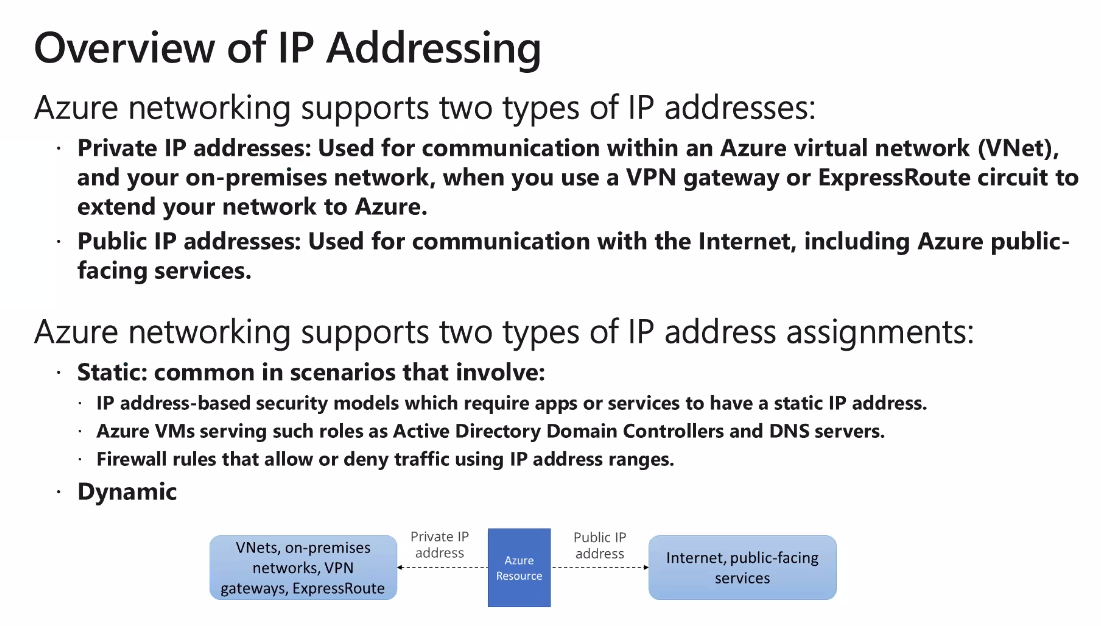 Overview of IP Addressing
Azure networking supports two types of IP addresses:
· Private IP addresses: Used for communication within an Azure virtual network (VNet),
and your on-premises network, when you use a VPN gateway or ExpressRoute circuit to
extend your network to Azure.
· Public IP addresses: Used for communication with the Internet, including Azure public-
facing services.
Azure networking supports two types of IP address assignments:
· Static: common in scenarios that involve:
· IP address-based security models which require apps or services to have a static IP address.
· Azure VMs serving such roles as Active Directory Domain Controllers and DNS servers.
· Firewall rules that allow or deny traffic using IP address ranges.
· Dynamic
VNets, on-premises
networks, VPN
gateways, ExpressRoute
Private IP
address
Azure
Resource
Public IP
address
Internet, public-facing
services